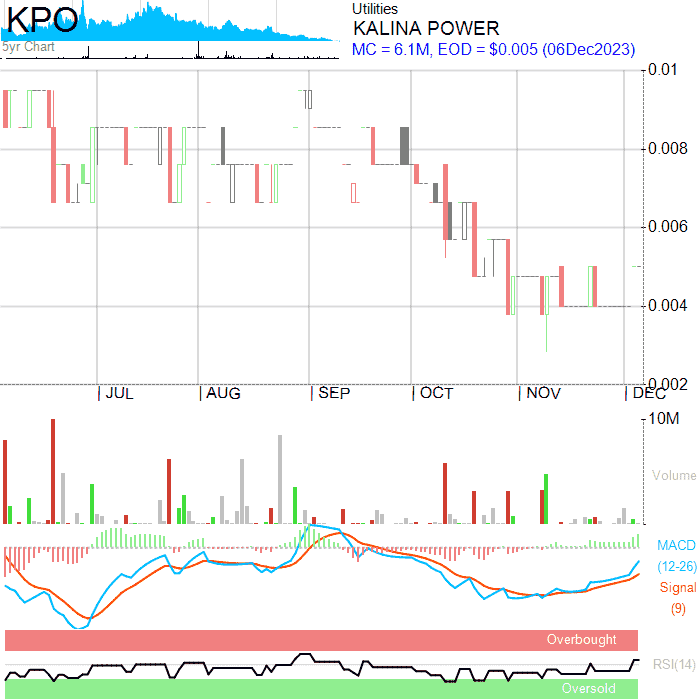 KPO
5yr Chart
Utilities
KALINA POWER
MC = 6.1M, EOD = $0.005 (06Dec2023)
0.01
0.008
0.006
0.004
0.002
JUL
AUG
SEP
OCT
NOV
DEC
10M
Volume
MACD
(12-26)
Signal
(9)
Overbought
RSI(14)
Oversold